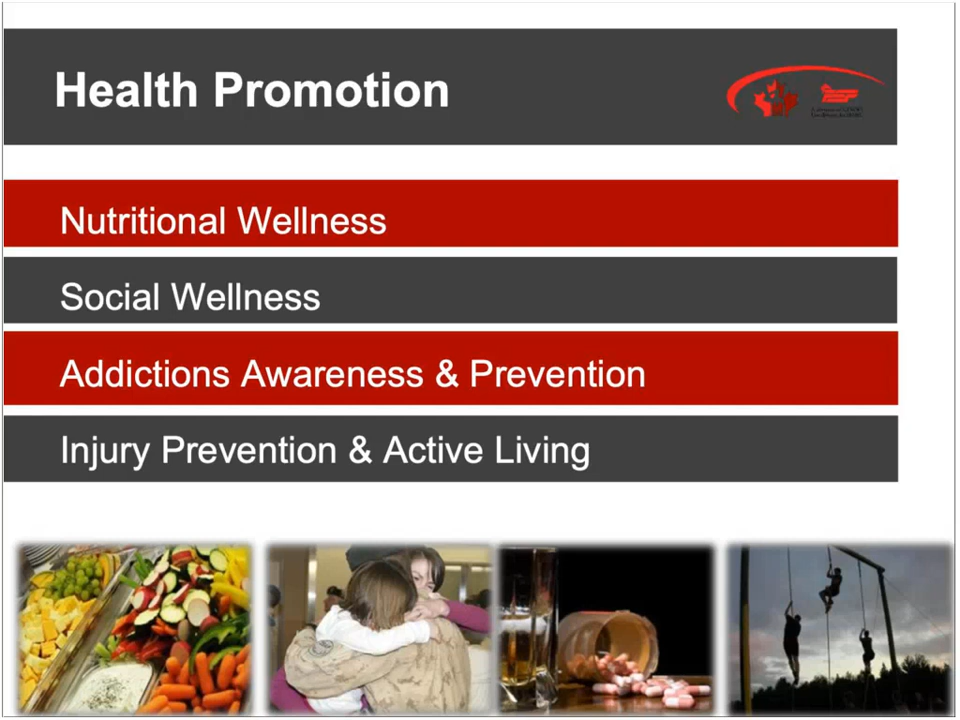 Health Promotion
Nutritional Wellness
Social Wellness
Addictions Awareness & Prevention
Injury Prevention & Active Living